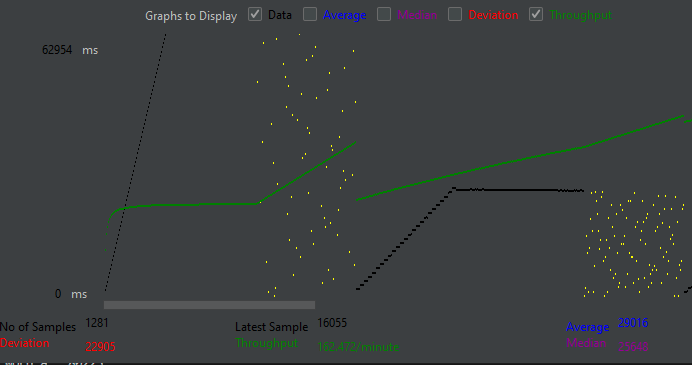 Graphs to Display Data Average Median Deviation Throughput
62954 ms
0 ms
No of Samples 1281 Latest Sample 16055 Average 29016
Deviation 22905 Throughput 162.472/minute Median